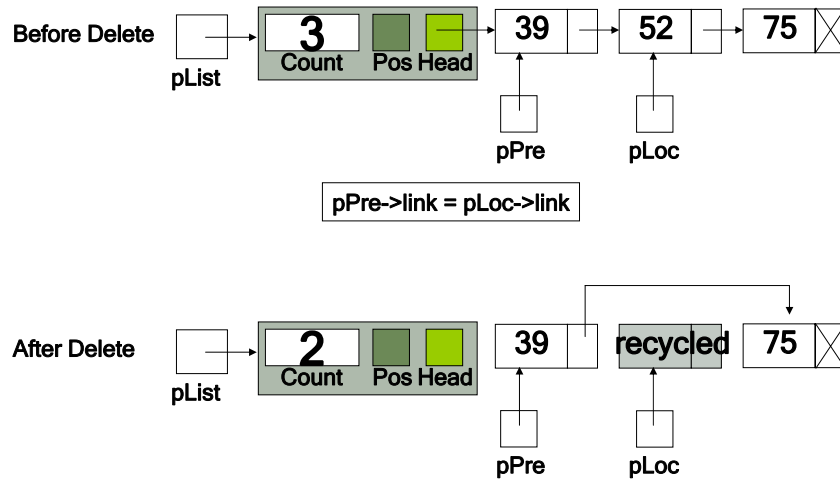 Before Delete
pList
3
Count
Pos
Head
39
52
75
pPre
pLoc
pPre->link = pLoc->link
After Delete
pList
2
Count
Pos
Head
39
recycled
75
pPre
pLoc